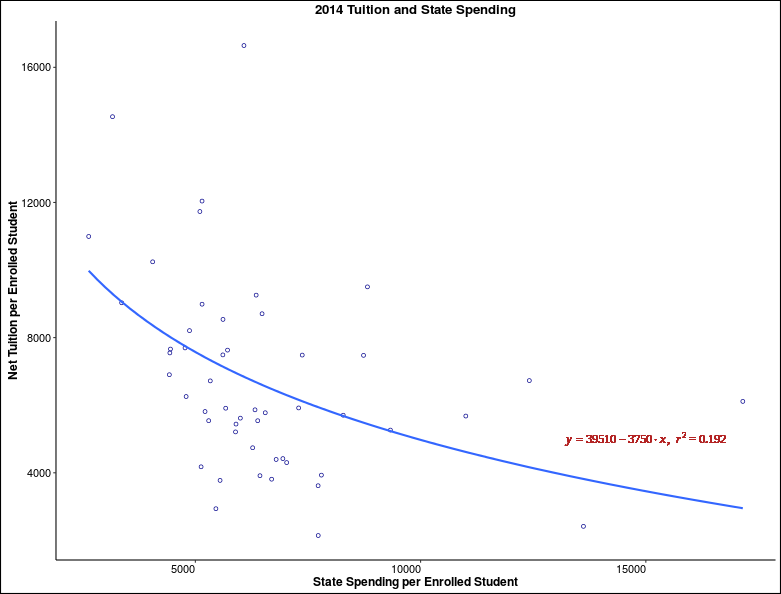 2014 Tuition and State Spending
16000
12000
8000
4000
Net Tuition per Enrolled Student
y = 39510 − 3750 · x, r² = 0.192
5000 10000 15000
State Spending per Enrolled Student